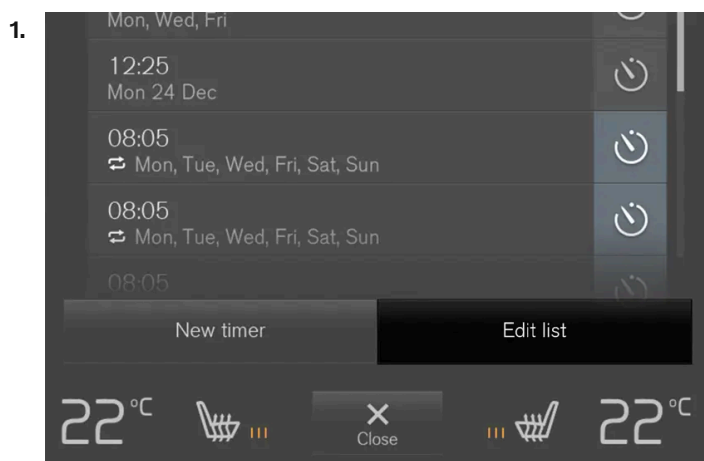 1.
Mon, Wed, Fri
12:25
Mon 24 Dec
08:05
Mon, Tue, Wed, Fri, Sat, Sun
08:05
Mon, Tue, Wed, Fri, Sat, Sun
08:05
New timer Edit list
22°C 22°C
Close